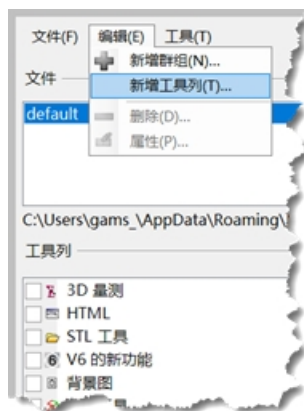 文件(F) 编辑(E) 工具(T)
新增群组(N)...
新增工具列(T)...
删除(D)...
属性(P)...
文件
default
C:\Users\gams_\AppData\Roaming\
工具列
3D 量测
HTML
STL 工具
V6 的新功能
背景图